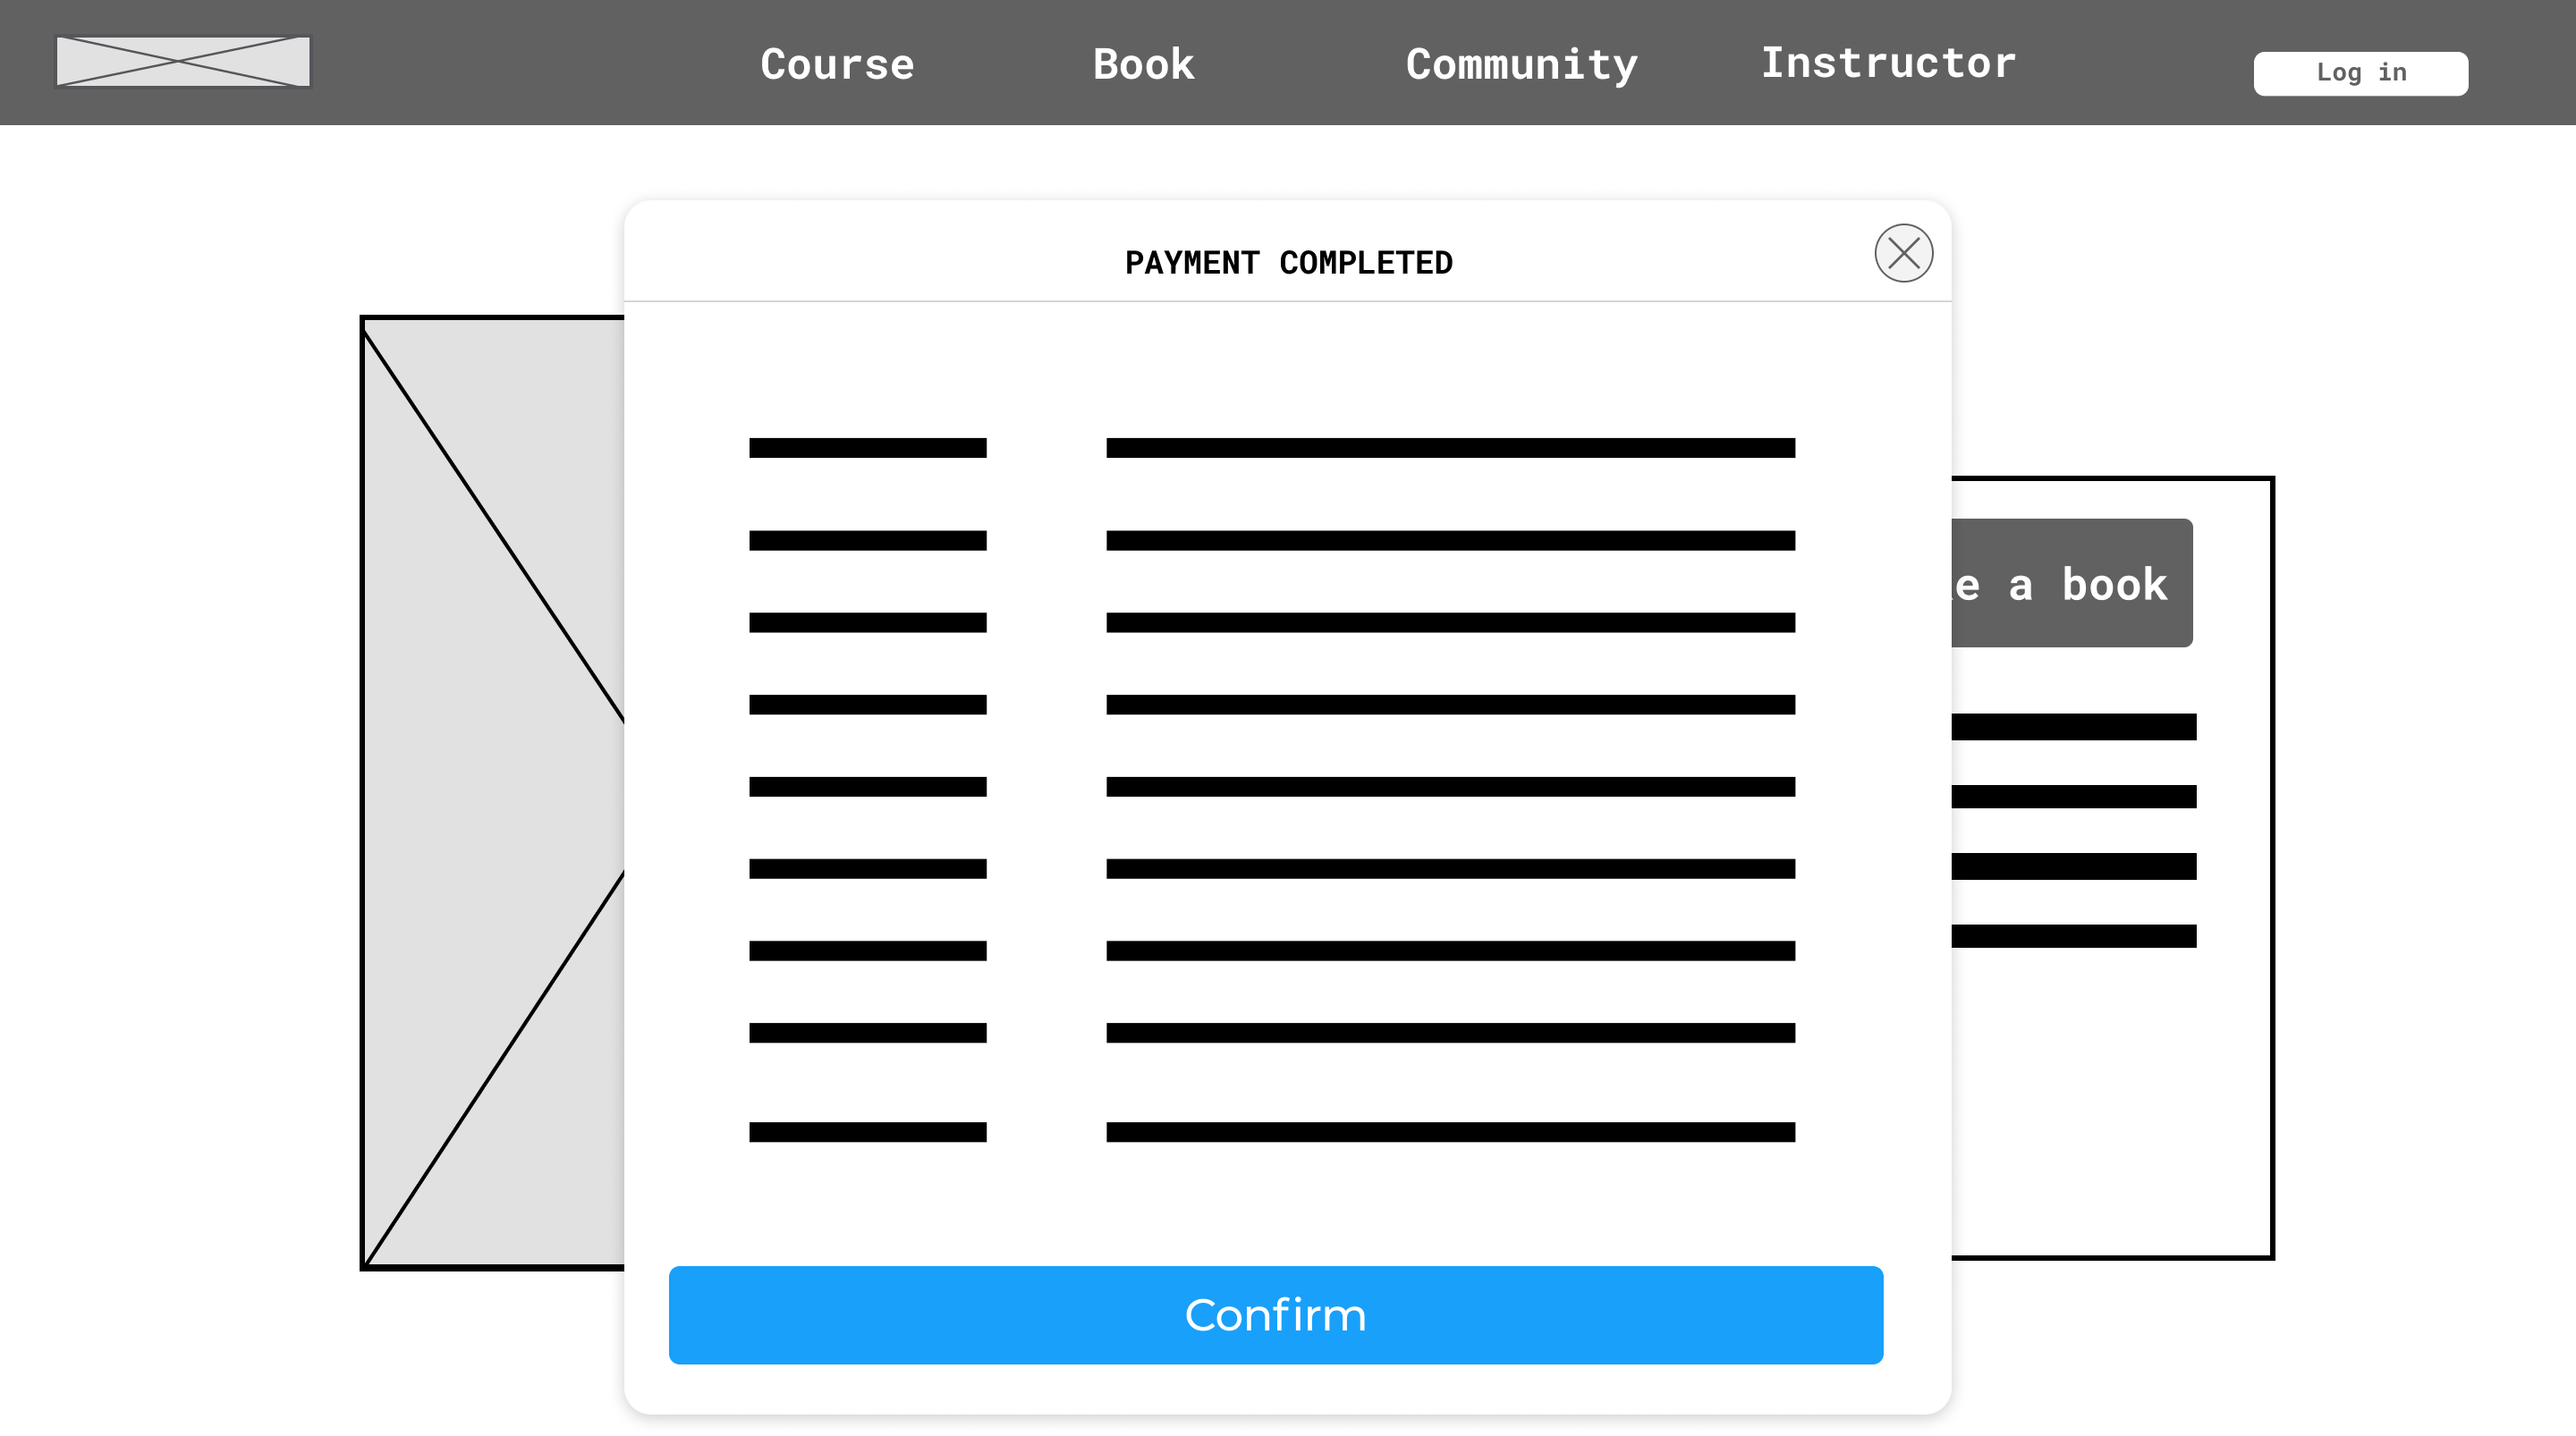 Course Book Community Instructor Log in
PAYMENT COMPLETED
e a book
Confirm